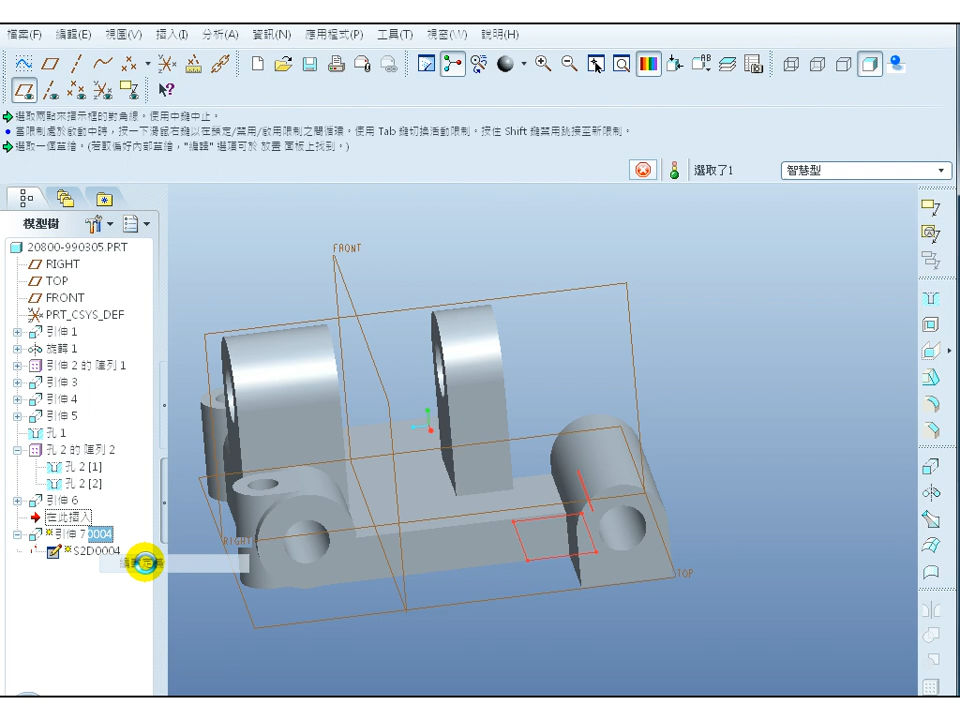 檔案(F) 編輯(E) 視圖(V) 插入(I) 分析(A) 資訊(N) 應用程式(P) 工具(T) 視窗(W) 說明(H)
選取兩點來指示框的對角線。使用中鍵中止。
當限制處於啟動中時，按一下滑鼠右鍵以在鎖定/禁用/啟用限制之間循環。使用 Tab 鍵切換活動限制。按住 Shift 鍵禁用跳接至新限制。
選取一個草繪。(若取偏好內部草繪，"編輯" 選項可於 放置 面板上找到。)
選取了1
智慧型
模型樹
20800-990305.PRT
RIGHT
TOP
FRONT
PRT_CSYS_DEF
引伸 1
旋轉 1
引伸 2 的 陣列 1
引伸 3
引伸 4
引伸 5
孔 1
孔 2 的 陣列 2
孔 2 [1]
孔 2 [2]
引伸 6
在此插入
引伸 7 0004
S2D0004
FRONT
RIGHT
TOP